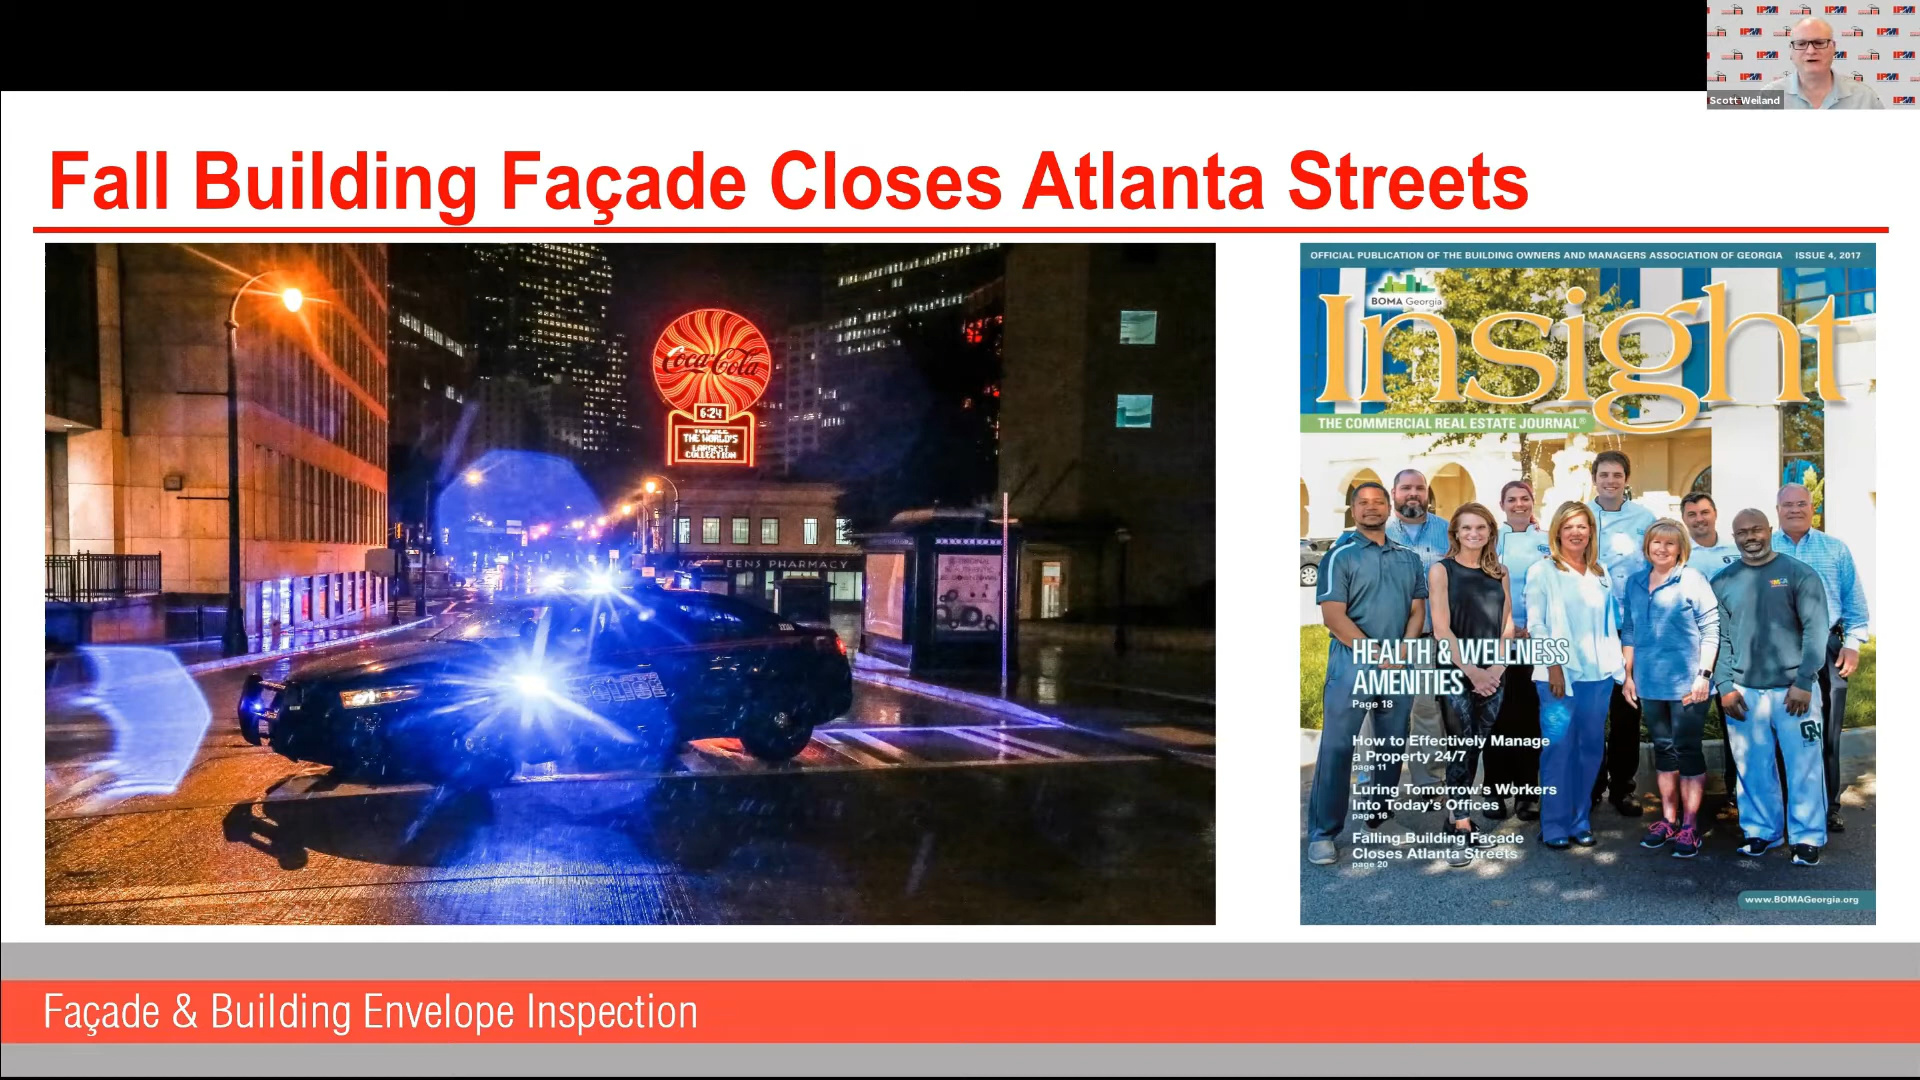 Scott Weiland
Fall Building Façade Closes Atlanta Streets
Coca-Cola
6:24
THE WORLD'S
LARGEST
COLLECTION
EENS PHARMACY
POLICE
OFFICIAL PUBLICATION OF THE BUILDING OWNERS AND MANAGERS ASSOCIATION OF GEORGIA ISSUE 4, 2017
BOMA Georgia
Insight
THE COMMERCIAL REAL ESTATE JOURNAL®
HEALTH & WELLNESS
AMENITIES
Page 18
How to Effectively Manage
a Property 24/7
page 11
Luring Tomorrow's Workers
Into Today's Offices
page 16
Falling Building Façade
Closes Atlanta Streets
page 20
www.BOMAGeorgia.org
Façade & Building Envelope Inspection